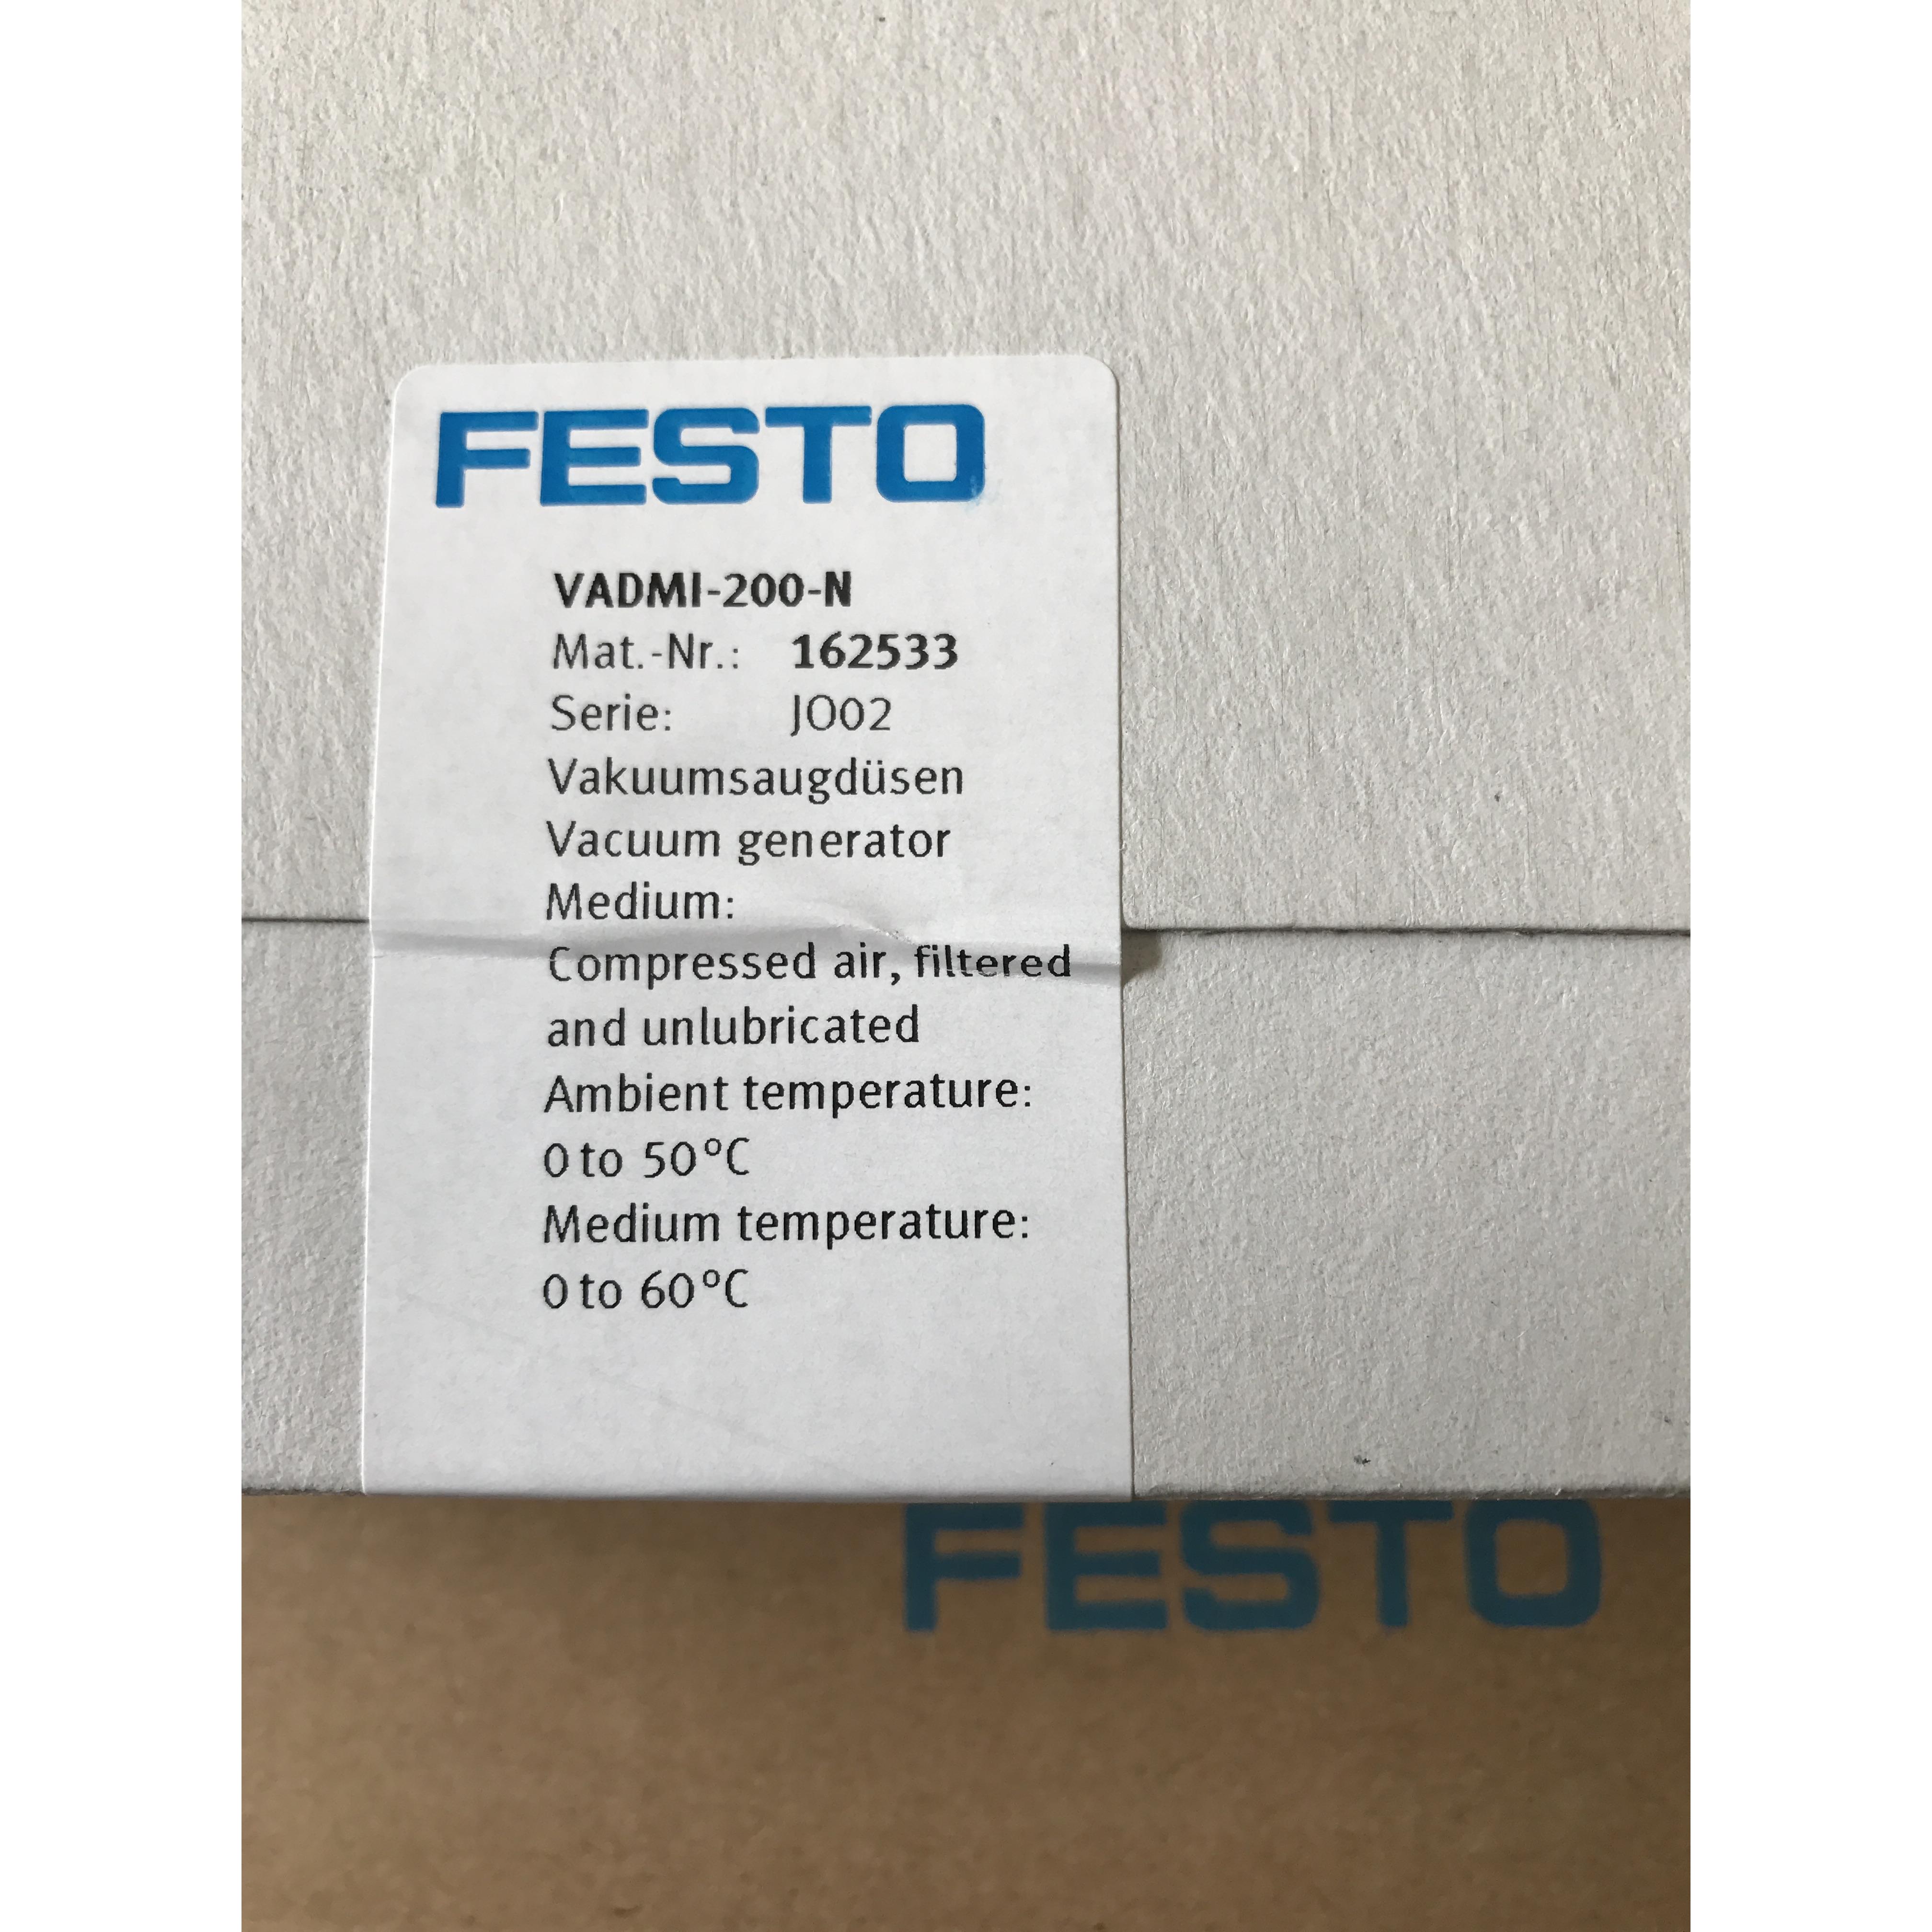 FESTO
VADMI-200-N
Mat.-Nr.: 162533
Serie: JO02
Vakuumsaugdüsen
Vacuum generator
Medium:
Compressed air, filtered
and unlubricated
Ambient temperature:
0 to 50°C
Medium temperature:
0 to 60°C
FESTO